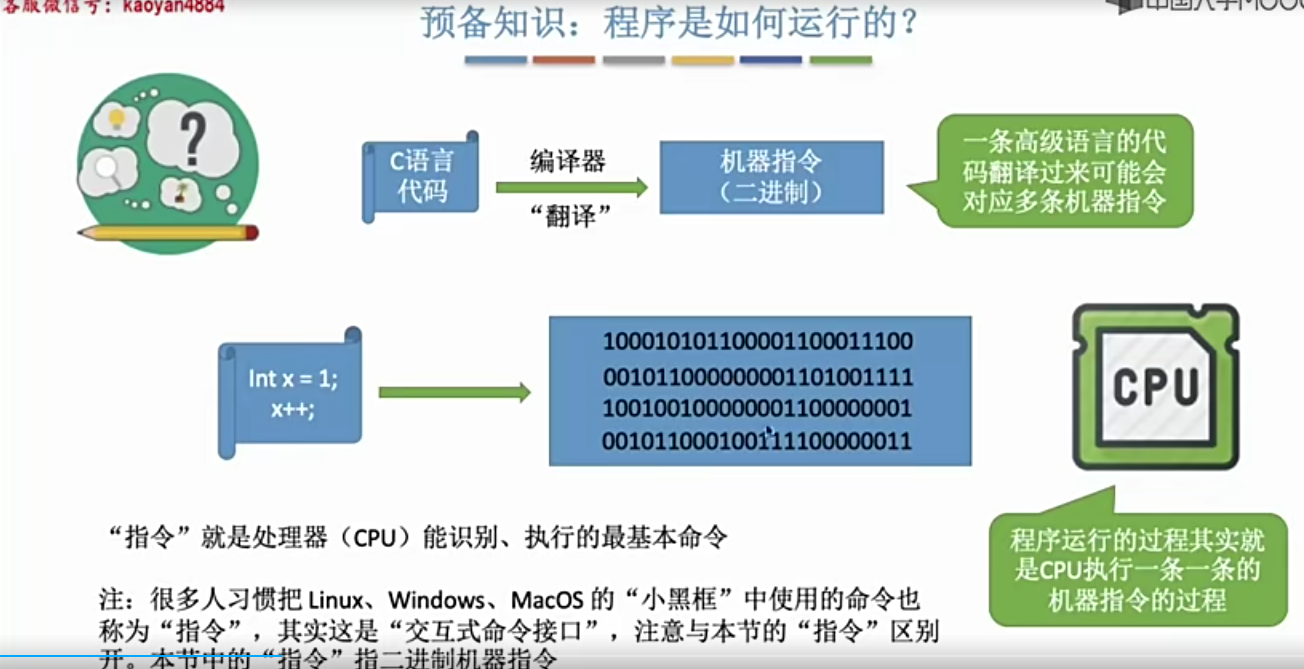 客服微信号：kaoyan4884
中国大学MOOC
预备知识：程序是如何运行的？
C语言
代码
编译器
“翻译”
机器指令
（二进制）
一条高级语言的代
码翻译过来可能会
对应多条机器指令
Int x = 1;
x++;
100010101100001100011100
0010110000000001101001111
1001001000000001100000001
0010110001001111100000011
CPU
“指令”就是处理器（CPU）能识别、执行的最基本命令
程序运行的过程其实就
是CPU执行一条一条的
机器指令的过程
注：很多人习惯把 Linux、Windows、MacOS 的“小黑框”中使用的命令也
称为“指令”，其实这是“交互式命令接口”，注意与本节的“指令”区别
开。本节中的“指令”指二进制机器指令